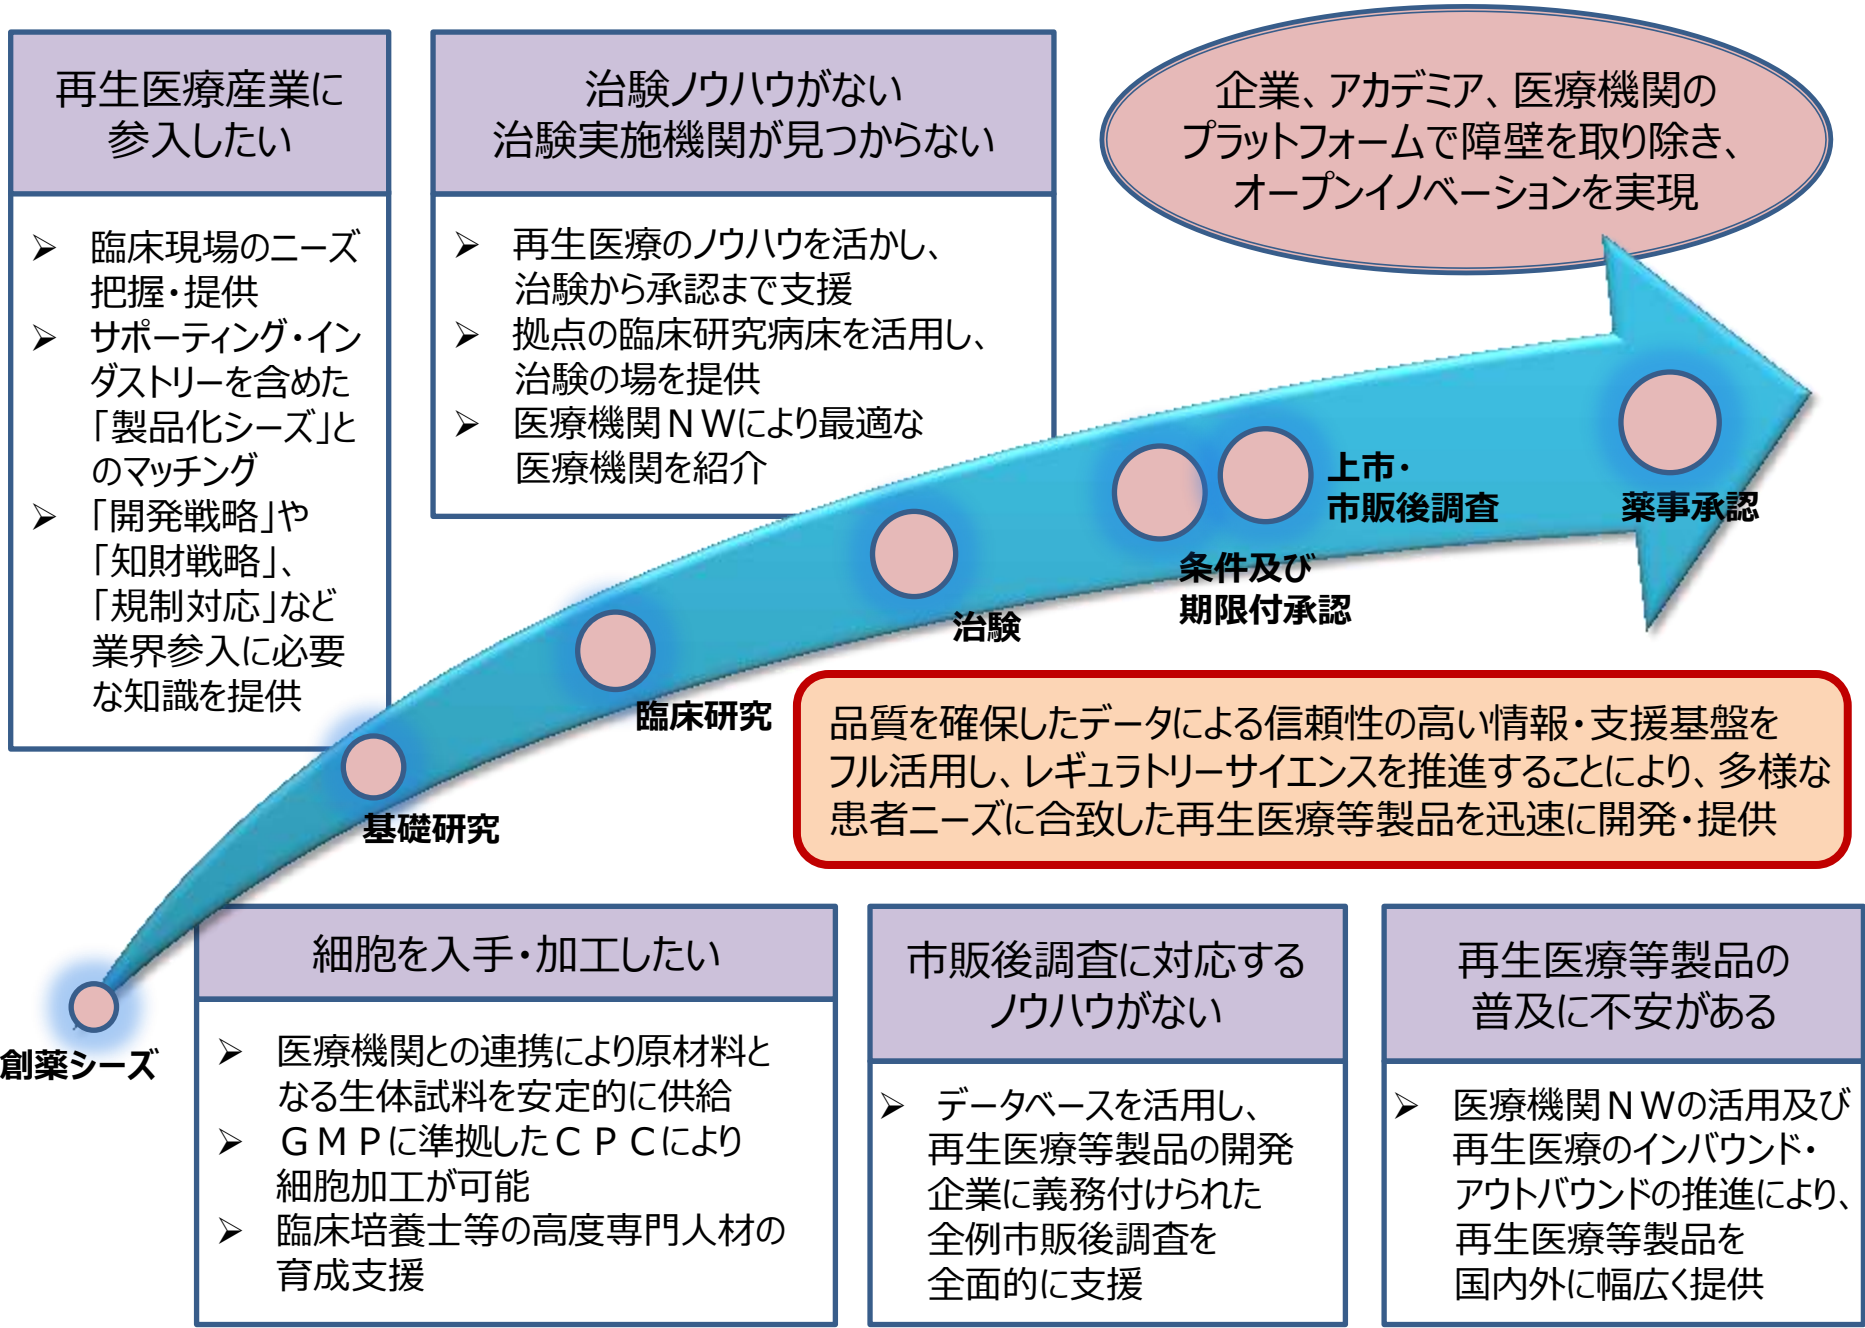 再生医療産業に
参入したい
➢ 臨床現場のニーズ
把握・提供
➢ サポーティング・イン
ダストリーを含めた
「製品化シーズ」と
のマッチング
➢ 「開発戦略」や
「知財戦略」、
「規制対応」など
業界参入に必要
な知識を提供
治験ノウハウがない
治験実施機関が見つからない
➢ 再生医療のノウハウを活かし、
治験から承認まで支援
➢ 拠点の臨床研究病床を活用し、
治験の場を提供
➢ 医療機関ＮＷにより最適な
医療機関を紹介
企業、アカデミア、医療機関の
プラットフォームで障壁を取り除き、
オープンイノベーションを実現
創薬シーズ
基礎研究
臨床研究
治験
条件及び
期限付承認
上市・
市販後調査
薬事承認
品質を確保したデータによる信頼性の高い情報・支援基盤を
フル活用し、レギュラトリーサイエンスを推進することにより、多様な
患者ニーズに合致した再生医療等製品を迅速に開発・提供
細胞を入手・加工したい
➢ 医療機関との連携により原材料と
なる生体試料を安定的に供給
➢ ＧＭＰに準拠したＣＰＣにより
細胞加工が可能
➢ 臨床培養士等の高度専門人材の
育成支援
市販後調査に対応する
ノウハウがない
➢ データベースを活用し、
再生医療等製品の開発
企業に義務付けられた
全例市販後調査を
全面的に支援
再生医療等製品の
普及に不安がある
➢ 医療機関ＮＷの活用及び
再生医療のインバウンド・
アウトバウンドの推進により、
再生医療等製品を
国内外に幅広く提供